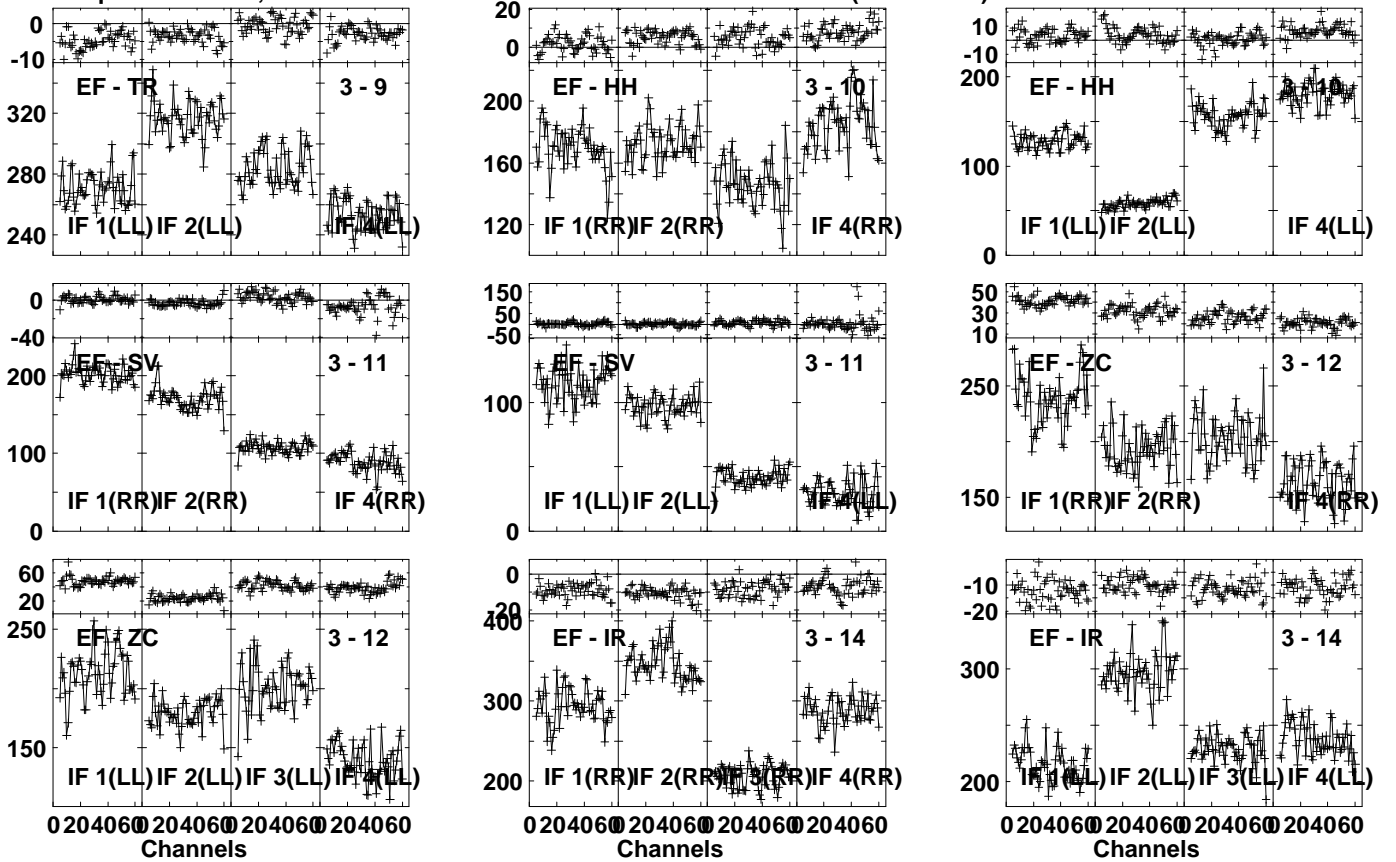 0
-10
EF - TR
3 - 9
320
280
240
IF 1(LL) IF 2(LL)
IF 4(LL)
20
0
EF - HH
3 - 10
200
160
120
IF 1(RR) IF 2(RR)
IF 4(RR)
10
-10
EF - HH
3 - 10
200
100
0
IF 1(LL) IF 2(LL)
IF 4(LL)
0
-40
EF - SV
3 - 11
200
100
0
IF 1(RR) IF 2(RR)
IF 4(RR)
150
50
-50
EF - SV
3 - 11
100
0
IF 1(LL) IF 2(LL)
IF 4(LL)
50
30
10
EF - ZC
3 - 12
250
150
IF 1(RR) IF 2(RR)
IF 4(RR)
60
20
EF - ZC
3 - 12
250
150
IF 1(LL) IF 2(LL) IF 3(LL) IF 4(LL)
0 20 40 60 0 20 40 60 0 20 40 60 0 20 40 60
Channels
0
20
EF - IR
3 - 14
400
300
200
IF 1(RR) IF 2(RR) IF 3(RR) IF 4(RR)
0 20 40 60 0 20 40 60 0 20 40 60 0 20 40 60
Channels
-10
-20
EF - IR
3 - 14
300
200
IF 1(LL) IF 2(LL) IF 3(LL) IF 4(LL)
0 20 40 60 0 20 40 60 0 20 40 60 0 20 40 60
Channels